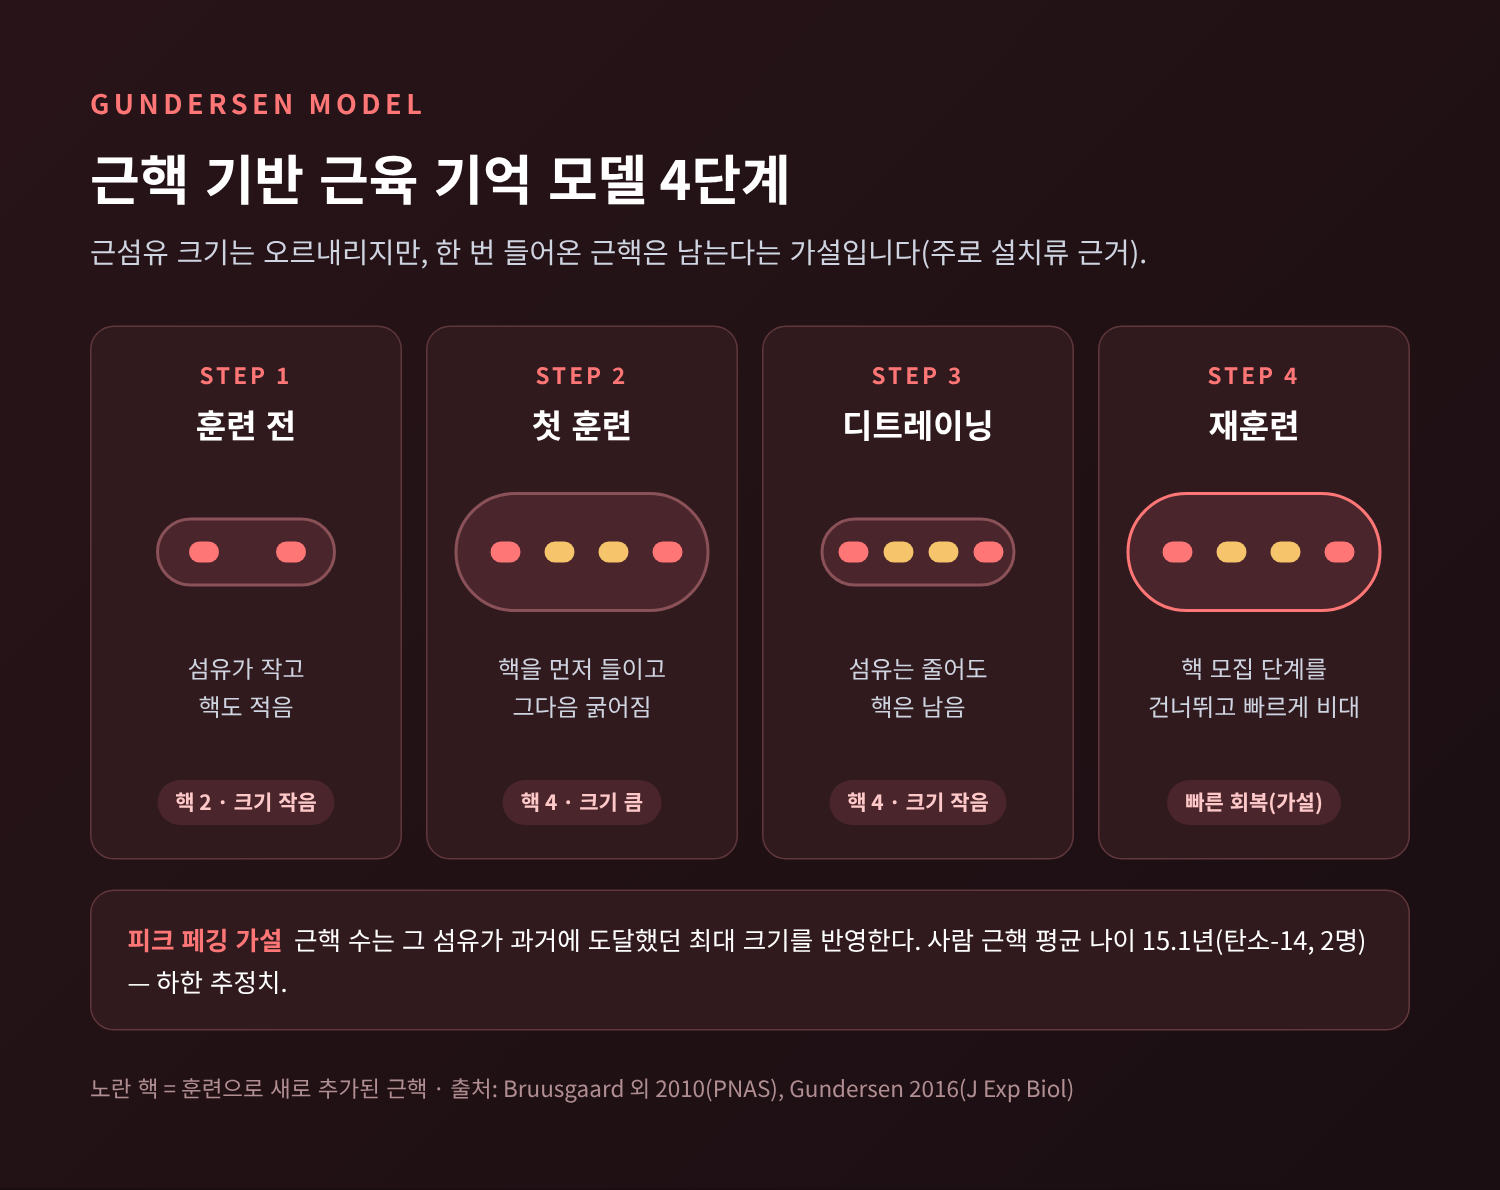 GUNDERSEN MODEL
근핵 기반 근육 기억 모델 4단계
근섬유 크기는 오르내리지만, 한 번 들어온 근핵은 남는다는 가설입니다(주로 설치류 근거).
STEP 1
훈련 전
섬유가 작고
핵도 적음
핵 2 · 크기 작음
STEP 2
첫 훈련
핵을 먼저 들이고
그다음 굵어짐
핵 4 · 크기 큼
STEP 3
디트레이닝
섬유는 줄어도
핵은 남음
핵 4 · 크기 작음
STEP 4
재훈련
핵 모집 단계를
건너뛰고 빠르게 비대
빠른 회복(가설)
피크 페깅 가설 근핵 수는 그 섬유가 과거에 도달했던 최대 크기를 반영한다. 사람 근핵 평균 나이 15.1년(탄소-14, 2명)
— 하한 추정치.
노란 핵 = 훈련으로 새로 추가된 근핵 · 출처: Bruusgaard 외 2010(PNAS), Gundersen 2016(J Exp Biol)